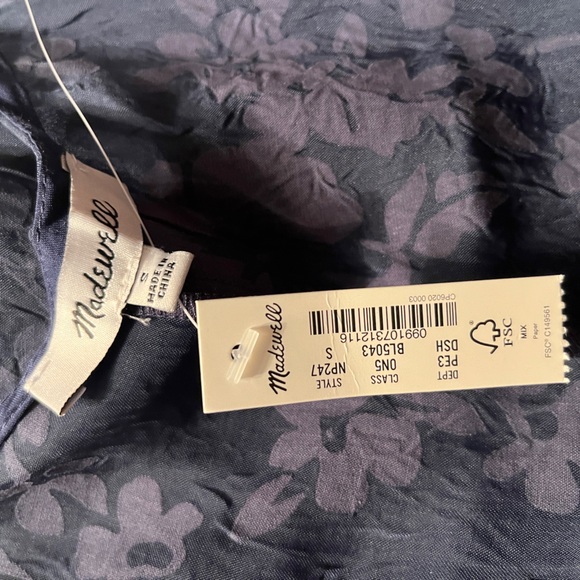 Madewell
S
MADE IN
CHINA
Madewell
DEPT CLASS STYLE
PE3 0N5 NP247
DSH BL5043 S
099107312116
CP6020 0003
FSC
MIX
Paper
FSC® C149561